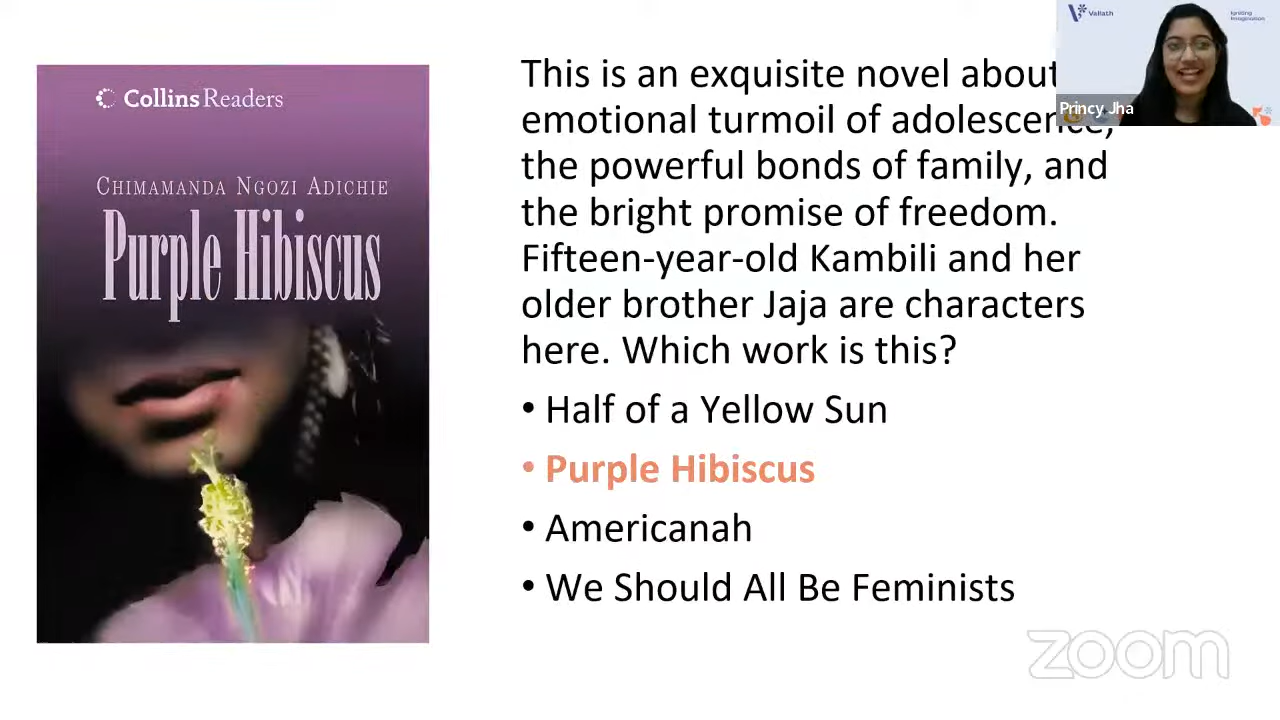 Collins Readers
CHIMAMANDA NGOZI ADICHIE
Purple Hibiscus
This is an exquisite novel about
emotional turmoil of adolescence,
the powerful bonds of family, and
the bright promise of freedom.
Fifteen-year-old Kambili and her
older brother Jaja are characters
here. Which work is this?
• Half of a Yellow Sun
• Purple Hibiscus
• Americanah
• We Should All Be Feminists
Vallath
Igniting
Imagination
Princy Jha
zoom